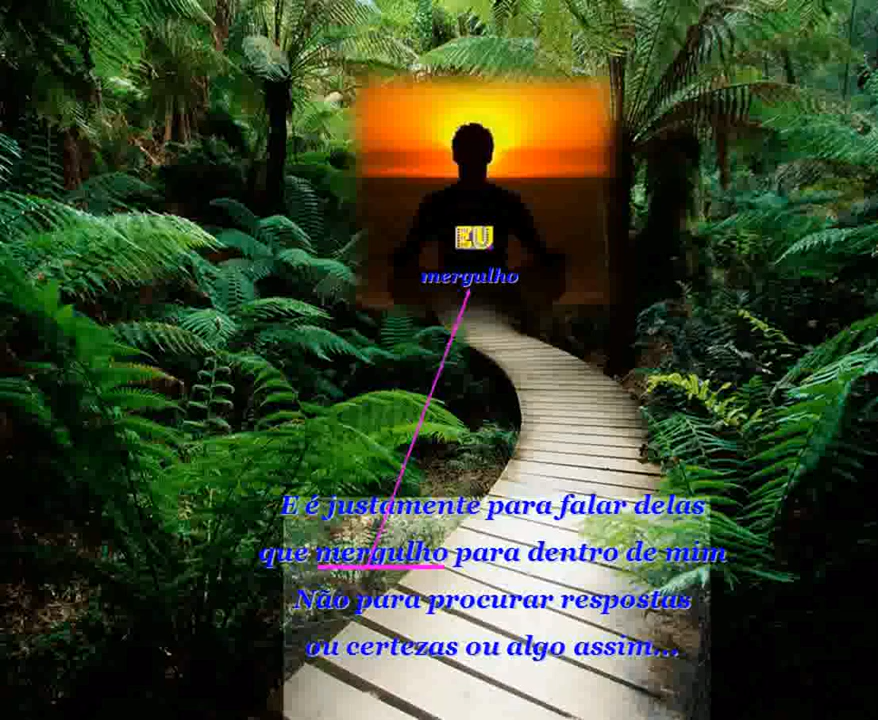 EU
mergulho
E é justamente para falar delas
que mergulho para dentro de mim
Não para procurar respostas
ou certezas ou algo assim...